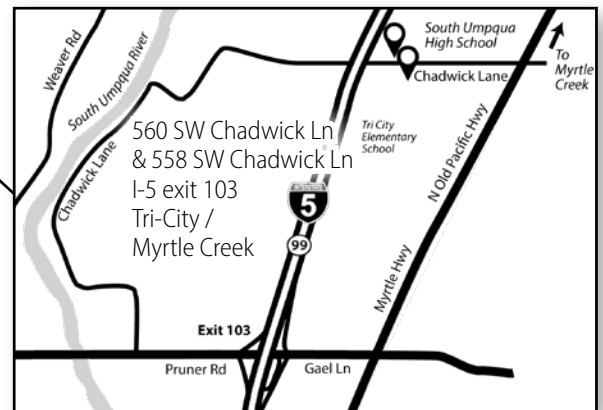 Weaver Rd
South Umpqua River
South Umpqua
High School
To
Myrtle
Creek
Chadwick Lane
560 SW Chadwick Ln
& 558 SW Chadwick Ln
I-5 exit 103
Tri-City /
Myrtle Creek
Tri City
Elementary
School
Chadwick Lane
N Old Pacific Hwy
INTERSTATE
5
99
Myrtle Hwy
Exit 103
Pruner Rd
Gael Ln